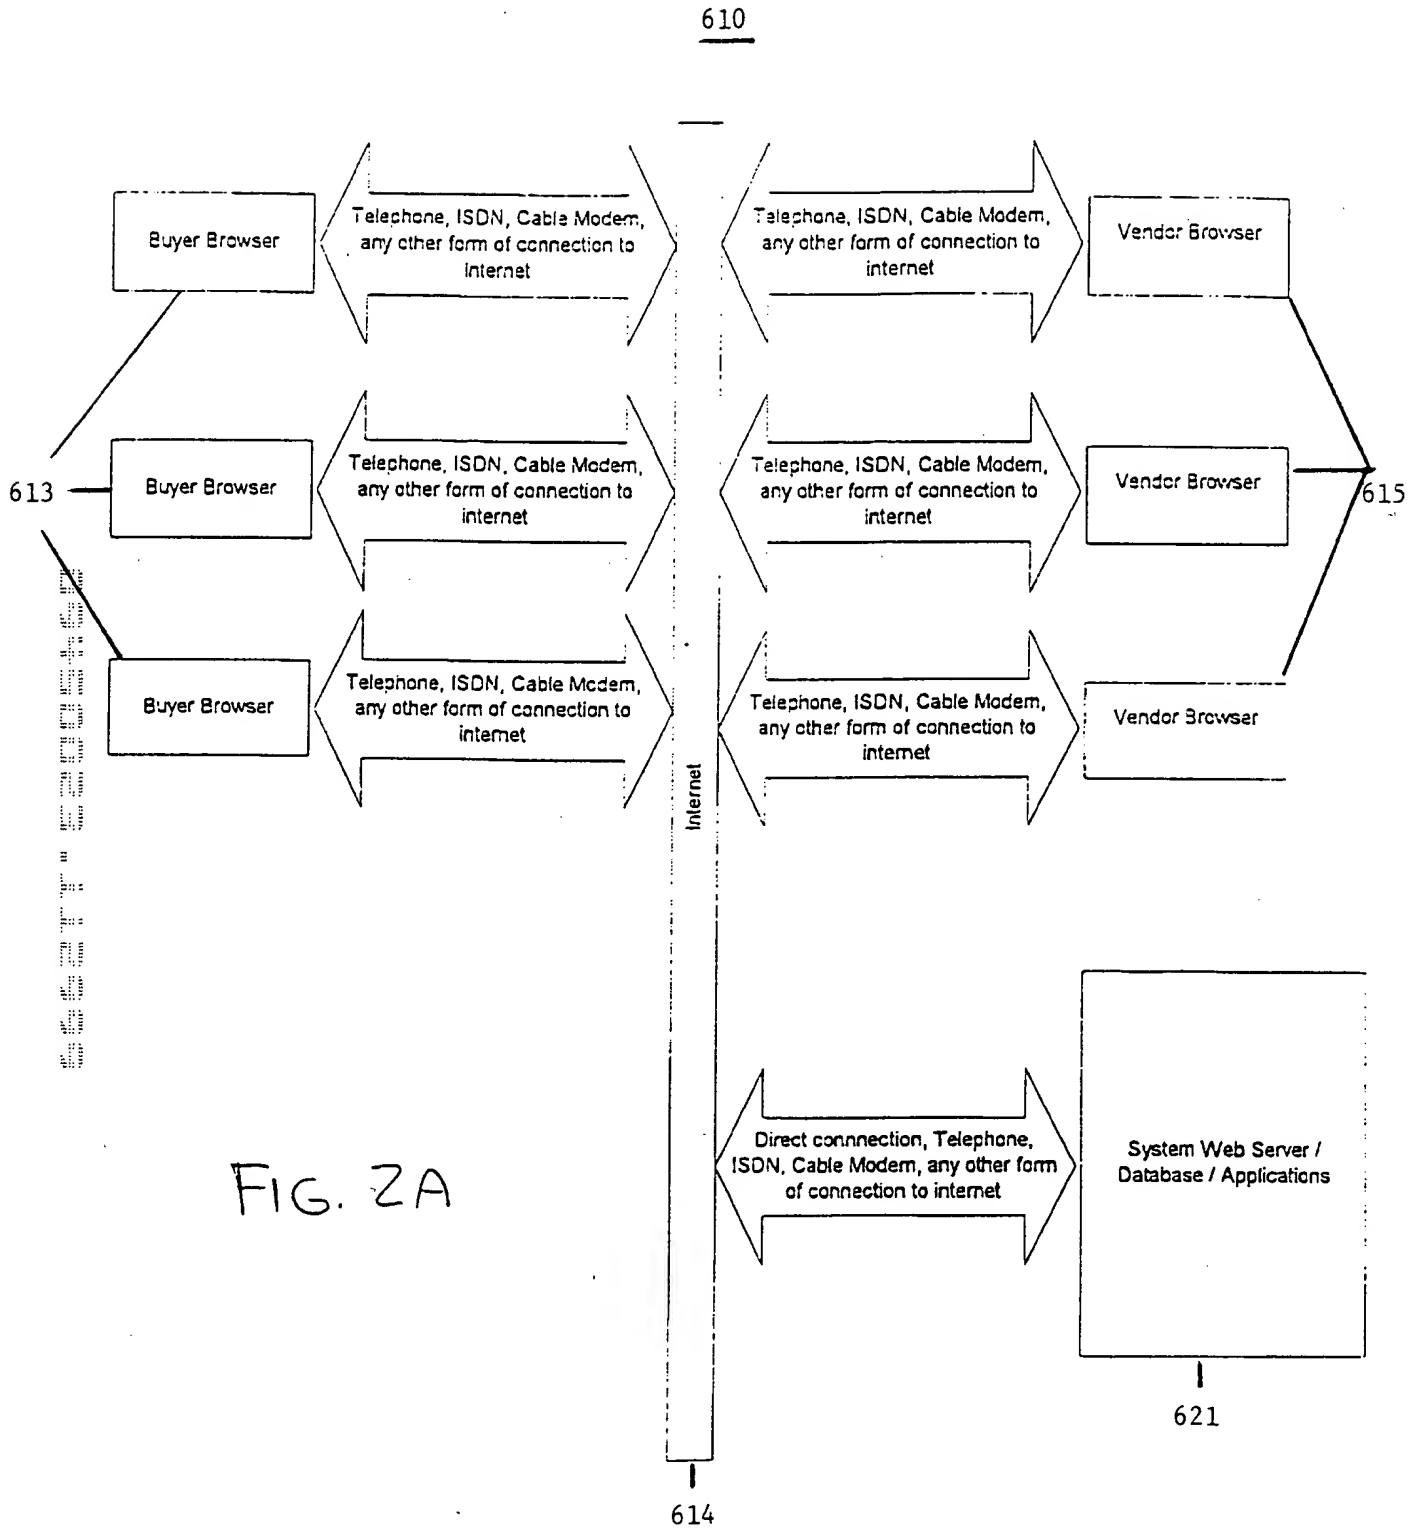 610
Buyer Browser
Telephone, ISDN, Cable Modem,
any other form of connection to
internet
Telephone, ISDN, Cable Modem,
any other form of connection to
internet
Vendor Browser
613
Buyer Browser
Telephone, ISDN, Cable Modem,
any other form of connection to
internet
Telephone, ISDN, Cable Modem,
any other form of connection to
internet
Vendor Browser
615
Buyer Browser
Telephone, ISDN, Cable Modem,
any other form of connection to
internet
Telephone, ISDN, Cable Modem,
any other form of connection to
internet
Vendor Browser
Internet
Direct connnection, Telephone,
ISDN, Cable Modem, any other form
of connection to internet
System Web Server /
Database / Applications
FIG. 2A
621
614